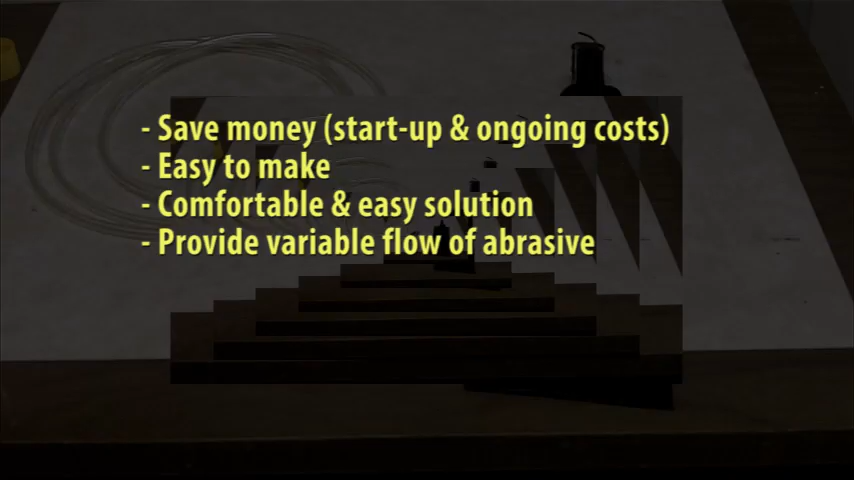 - Save money (start-up & ongoing costs)
- Easy to make
- Comfortable & easy solution
- Provide variable flow of abrasive